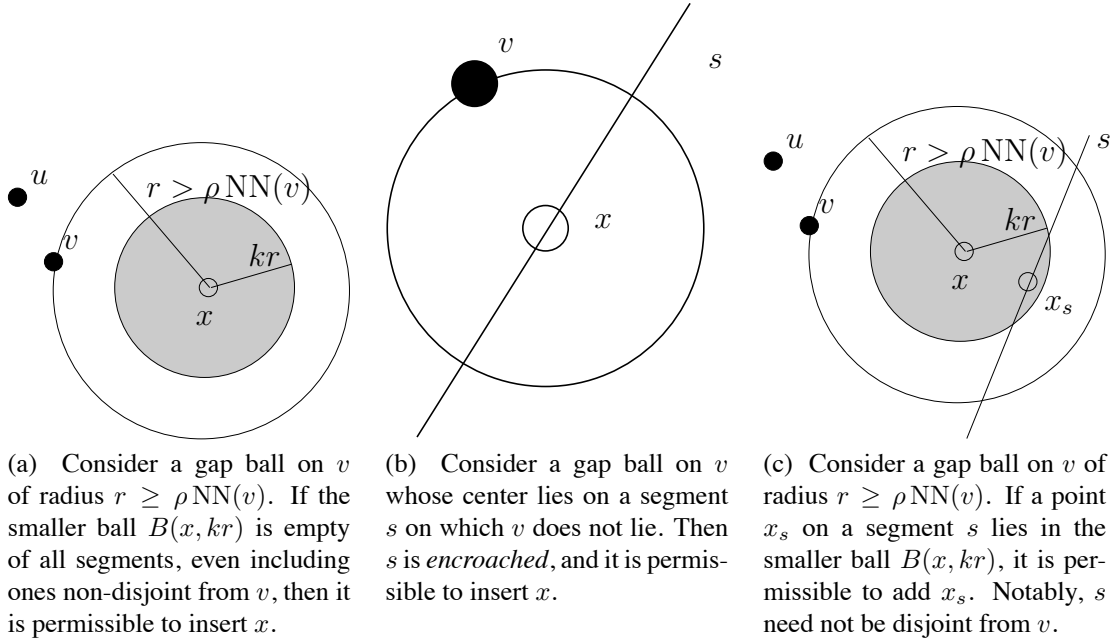 u
v
r > ρ NN(v)
kr
x
v
s
x
u
v
r > ρ NN(v)
s
kr
x
x_s
(a) Consider a gap ball on v
of radius r ≥ ρ NN(v). If the
smaller ball B(x, kr) is empty
of all segments, even including
ones non-disjoint from v, then it
is permissible to insert x.
(b) Consider a gap ball on v
whose center lies on a segment
s on which v does not lie. Then
s is encroached, and it is permis-
sible to insert x.
(c) Consider a gap ball on v of
radius r ≥ ρ NN(v). If a point
x_s on a segment s lies in the
smaller ball B(x, kr), it is per-
missible to add x_s. Notably, s
need not be disjoint from v.